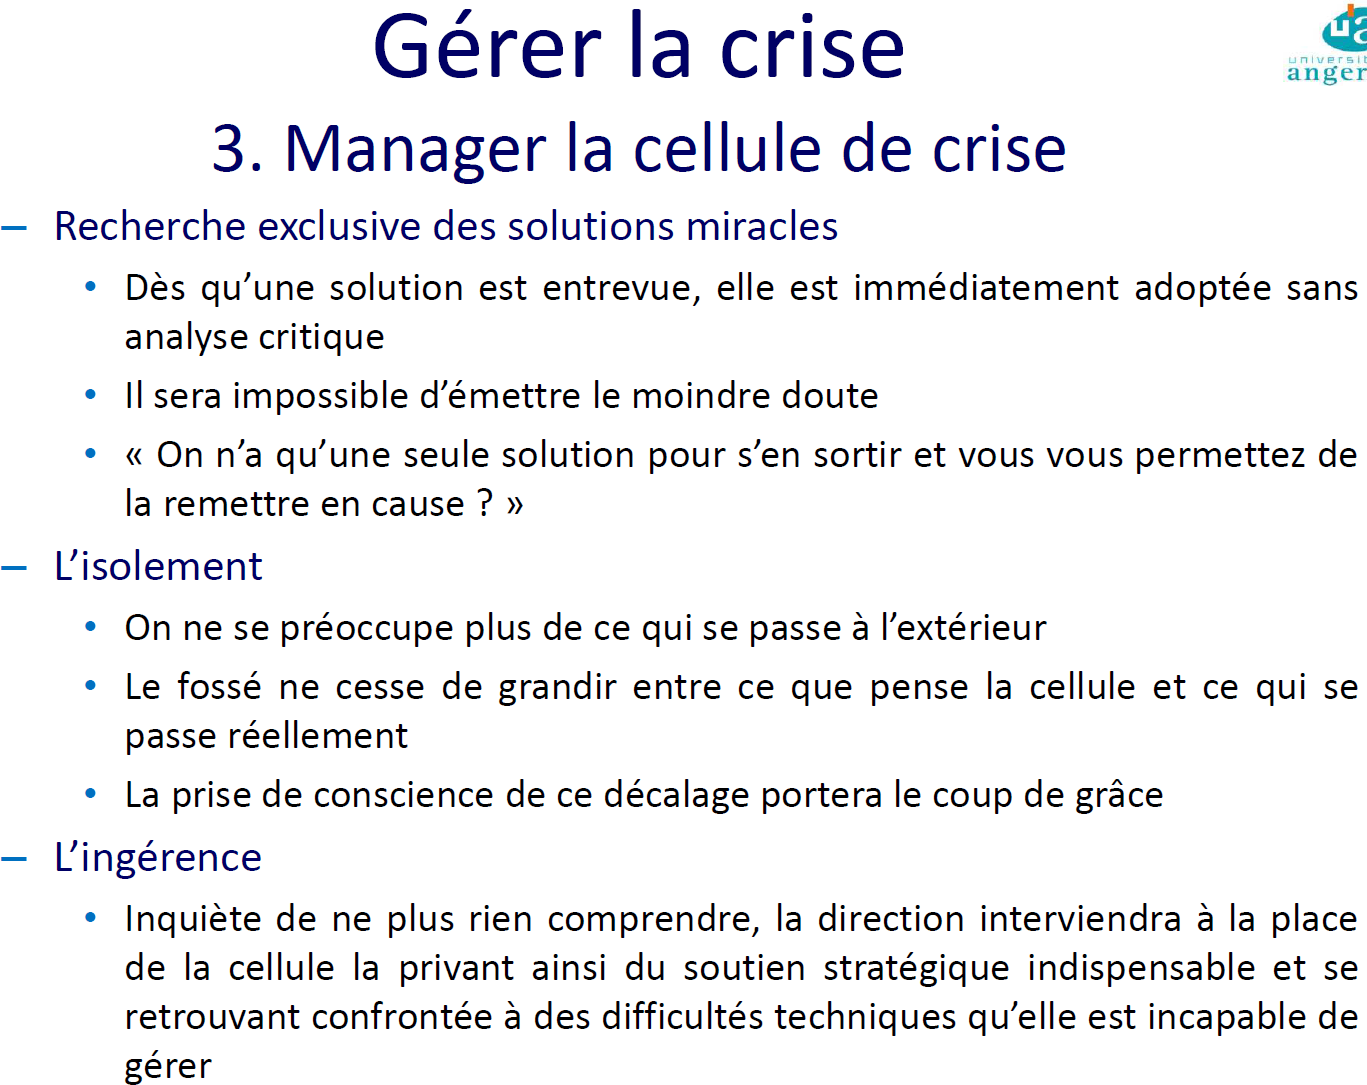 Gérer la crise
ua
université
angers
3. Manager la cellule de crise
– Recherche exclusive des solutions miracles
• Dès qu’une solution est entrevue, elle est immédiatement adoptée sans
analyse critique
• Il sera impossible d’émettre le moindre doute
• « On n’a qu’une seule solution pour s’en sortir et vous vous permettez de
la remettre en cause ? »
– L’isolement
• On ne se préoccupe plus de ce qui se passe à l’extérieur
• Le fossé ne cesse de grandir entre ce que pense la cellule et ce qui se
passe réellement
• La prise de conscience de ce décalage portera le coup de grâce
– L’ingérence
• Inquiète de ne plus rien comprendre, la direction interviendra à la place
de la cellule la privant ainsi du soutien stratégique indispensable et se
retrouvant confrontée à des difficultés techniques qu’elle est incapable de
gérer